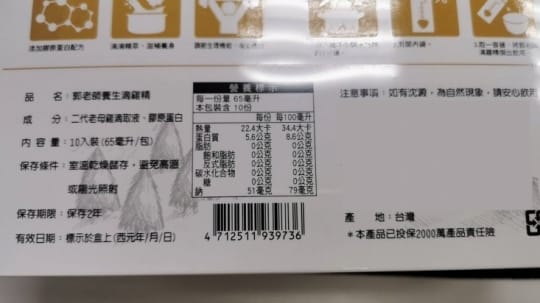 添加膠原蛋白配方
滴滴精萃、滋補養身
品 名：郭老師養生滴雞精
成 分：二代老母雞滴取液、膠原蛋白
內 容 量：10入裝(65毫升/包)
保存條件：室溫乾燥儲存，避免高溫
或陽光照射
保存期限：保存2年
有效日期：標示於盒上(西元年/月/日)
營養標示
每一份量 65毫升
本包裝含 10份
每份 每100毫升
熱量 22.4大卡 34.4大卡
蛋白質 5.6公克 8.6公克
脂肪 0公克 0公克
飽和脂肪 0公克 0公克
反式脂肪 0公克 0公克
碳水化合物 0公克 0公克
糖 0公克 0公克
鈉 51毫克 79毫克
4 712511 939736
注意事項：如有沈澱，為自然現象，請安心飲用
產 地：台灣
*本產品已投保2000萬產品責任險